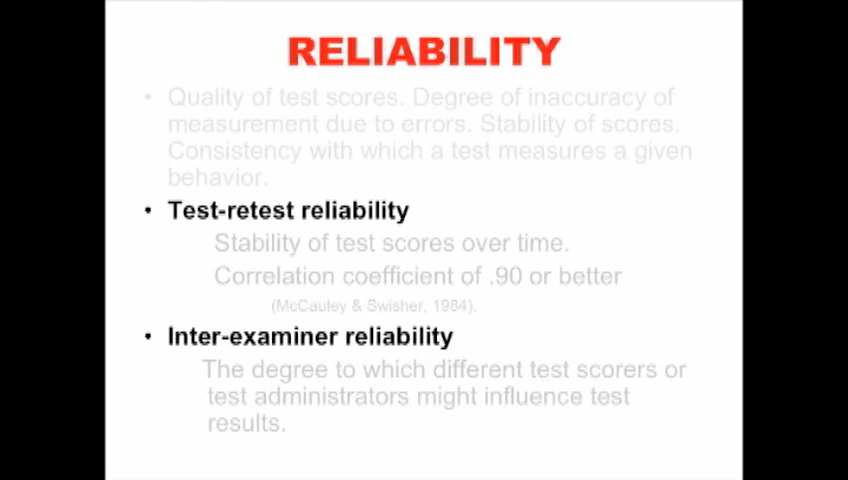 RELIABILITY
• Quality of test scores. Degree of inaccuracy of
measurement due to errors. Stability of scores.
Consistency with which a test measures a given
behavior.
• Test-retest reliability
Stability of test scores over time.
Correlation coefficient of .90 or better
(McCauley & Swisher, 1984).
• Inter-examiner reliability
The degree to which different test scorers or
test administrators might influence test
results.